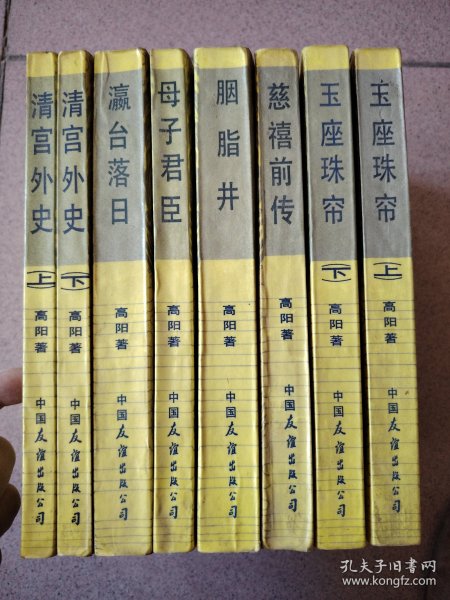 清宫外史
(上)
高阳著
中国友谊出版公司
清宫外史
(下)
高阳著
中国友谊出版公司
瀛台落日
高阳著
中国友谊出版公司
母子君臣
高阳著
中国友谊出版公司
胭脂井
高阳著
中国友谊出版公司
慈禧前传
高阳著
中国友谊出版公司
玉座珠帘
(下)
高阳著
中国友谊出版公司
玉座珠帘
(上)
高阳著
中国友谊出版公司
孔夫子旧书网
www.kongfz.com